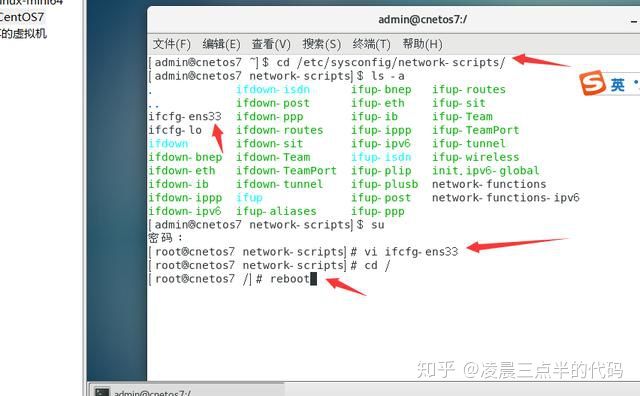 CentOS7
的虚拟机
admin@cnetos7:/
文件(F) 编辑(E) 查看(V) 搜索(S) 终端(T) 帮助(H)
[admin@cnetos7 ~]$ cd /etc/sysconfig/network-scripts/
[admin@cnetos7 network-scripts]$ ls -a
. ifdown-isdn ifup-bnep ifup-routes
.. ifdown-post ifup-eth ifup-sit
ifcfg-ens33 ifdown-ppp ifup-ib ifup-Team
ifcfg-lo ifdown-routes ifup-ippp ifup-TeamPort
ifdown ifdown-sit ifup-ipv6 ifup-tunnel
ifdown-bnep ifdown-Team ifup-isdn ifup-wireless
ifdown-eth ifdown-TeamPort ifup-plip init.ipv6-global
ifdown-ib ifdown-tunnel ifup-plusb network-functions
ifdown-ippp ifup ifup-post network-functions-ipv6
ifdown-ipv6 ifup-aliases ifup-ppp
[admin@cnetos7 network-scripts]$ su
密码：
[root@cnetos7 network-scripts]# vi ifcfg-ens33
[root@cnetos7 network-scripts]# cd /
[root@cnetos7 /]# reboot
S 英
知乎 @凌晨三点半的代码
admin@cnetos7:/